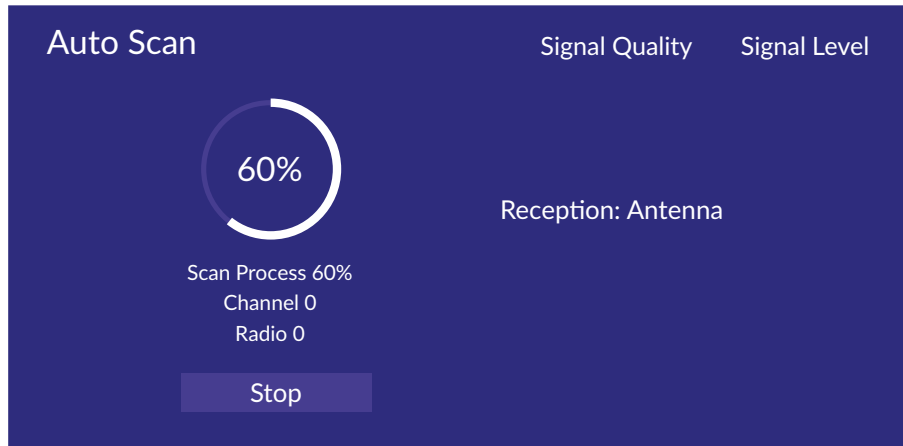 Auto Scan
Signal Quality Signal Level
60%
Reception: Antenna
Scan Process 60%
Channel 0
Radio 0
Stop